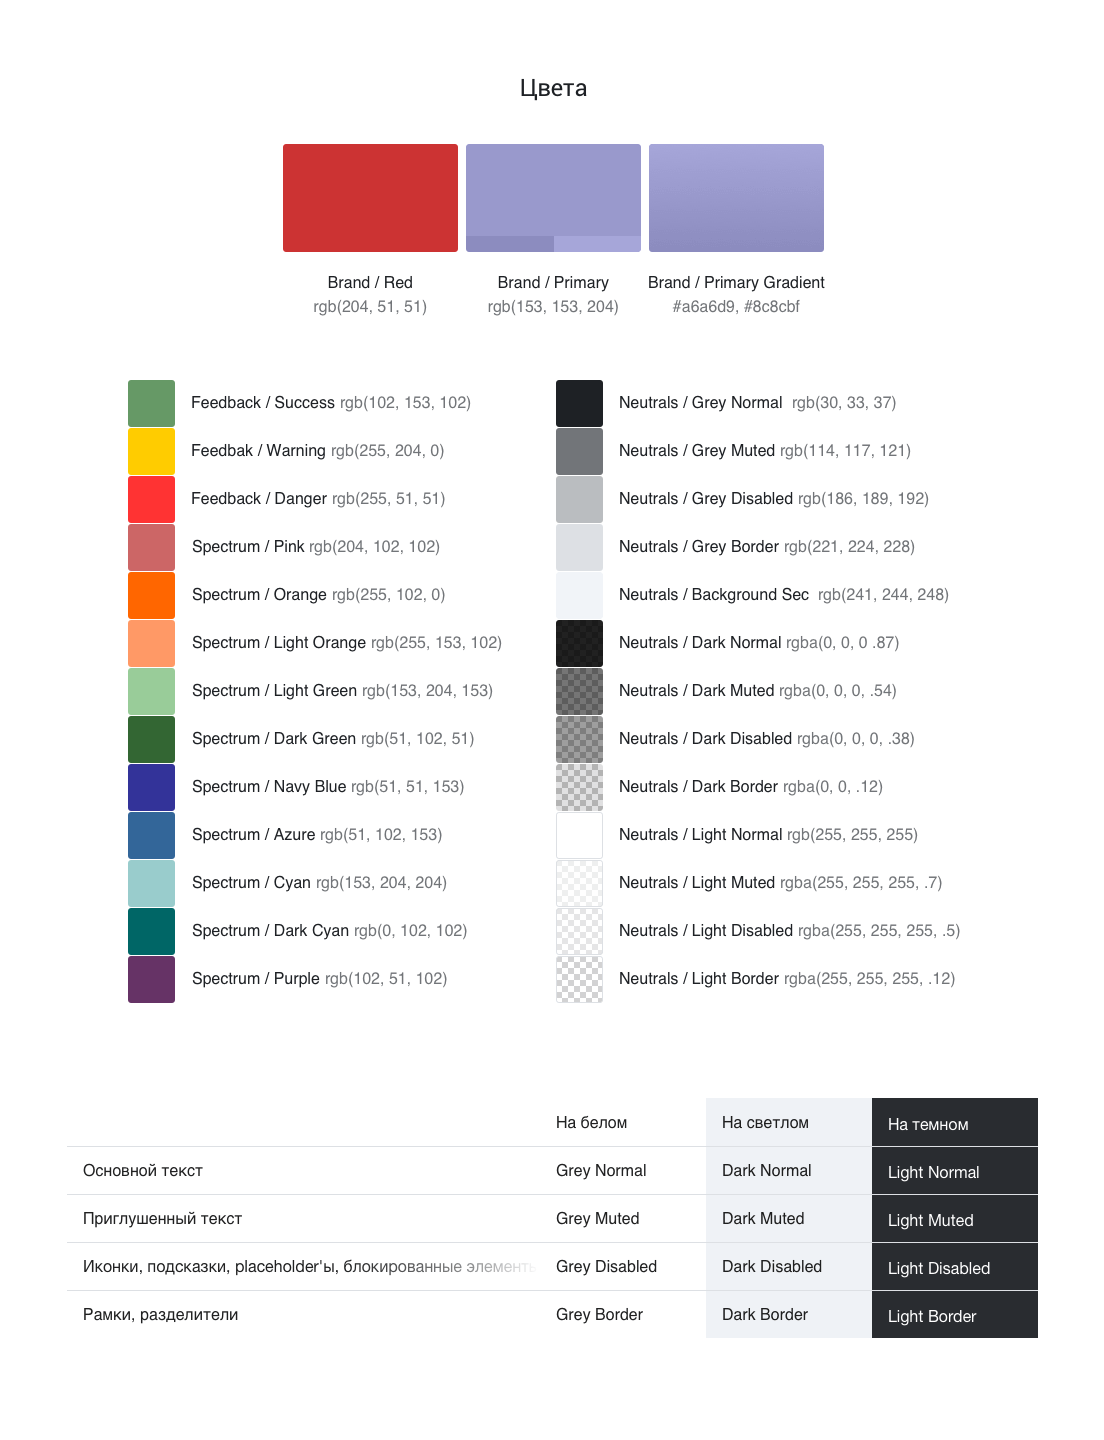 Цвета
Brand / Red
rgb(204, 51, 51)
Brand / Primary
rgb(153, 153, 204)
Brand / Primary Gradient
#a6a6d9, #8c8cbf
Feedback / Success rgb(102, 153, 102)
Feedbak / Warning rgb(255, 204, 0)
Feedback / Danger rgb(255, 51, 51)
Spectrum / Pink rgb(204, 102, 102)
Spectrum / Orange rgb(255, 102, 0)
Spectrum / Light Orange rgb(255, 153, 102)
Spectrum / Light Green rgb(153, 204, 153)
Spectrum / Dark Green rgb(51, 102, 51)
Spectrum / Navy Blue rgb(51, 51, 153)
Spectrum / Azure rgb(51, 102, 153)
Spectrum / Cyan rgb(153, 204, 204)
Spectrum / Dark Cyan rgb(0, 102, 102)
Spectrum / Purple rgb(102, 51, 102)
Neutrals / Grey Normal rgb(30, 33, 37)
Neutrals / Grey Muted rgb(114, 117, 121)
Neutrals / Grey Disabled rgb(186, 189, 192)
Neutrals / Grey Border rgb(221, 224, 228)
Neutrals / Background Sec rgb(241, 244, 248)
Neutrals / Dark Normal rgba(0, 0, 0 .87)
Neutrals / Dark Muted rgba(0, 0, 0, .54)
Neutrals / Dark Disabled rgba(0, 0, 0, .38)
Neutrals / Dark Border rgba(0, 0, .12)
Neutrals / Light Normal rgb(255, 255, 255)
Neutrals / Light Muted rgba(255, 255, 255, .7)
Neutrals / Light Disabled rgba(255, 255, 255, .5)
Neutrals / Light Border rgba(255, 255, 255, .12)
На белом На светлом На темном
Основной текст Grey Normal Dark Normal Light Normal
Приглушенный текст Grey Muted Dark Muted Light Muted
Иконки, подсказки, placeholder'ы, блокированные элементы Grey Disabled Dark Disabled Light Disabled
Рамки, разделители Grey Border Dark Border Light Border